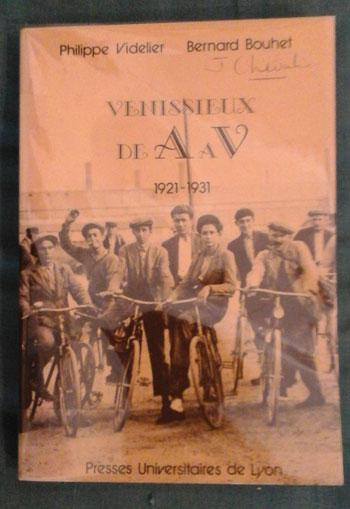 Philippe Videlier Bernard Bouhet
VENISSIEUX
DE A A V
1921-1931
Presses Universitaires de Lyon